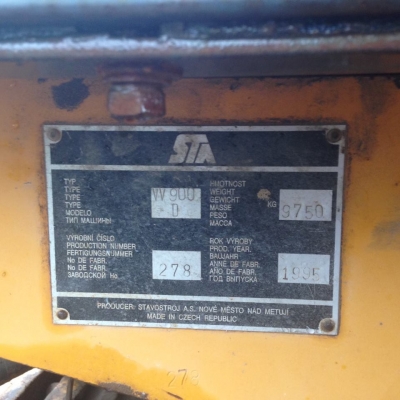 STA
TYP
TYPE
TYPE
TYPE
MODELO
ТИП МАШИНЫ
W 900
D
HMOTNOST
WEIGHT
GEWICHT
MASSE
PESO
МАССА
KG
9750
VÝROBNÍ ČÍSLO
PRODUCTION NUMBER
FERTIGUNGSNUMMER
No DE FABR.
No DE FABR.
ЗАВОДСКОЙ No.
278
ROK VÝROBY
PROD. YEAR
BAUJAHR
ANNE DE FABR.
AÑO DE FABR.
ГОД ВЫПУСКА
1995
PRODUCER: STAVOSTROJ A.S. NOVÉ MĚSTO NAD METUJÍ
MADE IN CZECH REPUBLIC